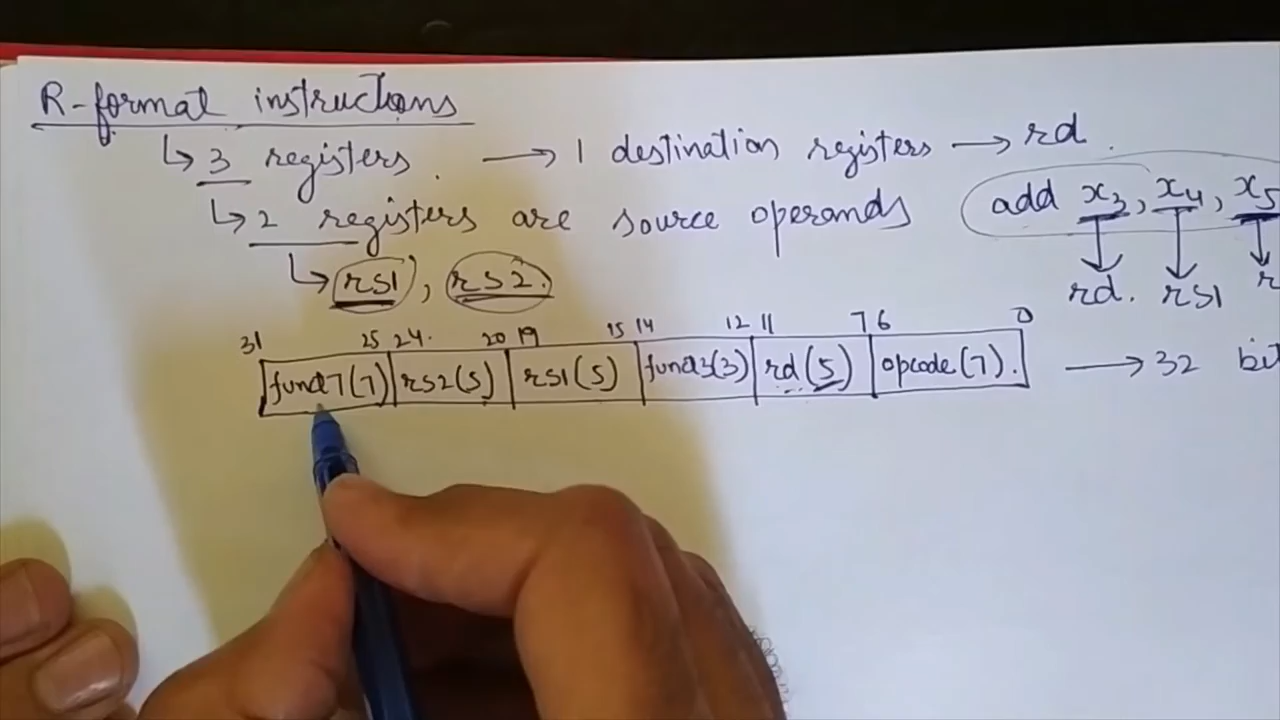 R-format instructions
↳ 3 registers. → 1 destination registers → rd.
↳ 2 registers are source operands
add x3, x4, x5
↳ rs1, rs2.
rd. rs1 r
31 25 24 20 19 15 14 12 11 7 6 0
funct7(7) rs2(5) rs1(5) funct3(3) rd(5) opcode(7). → 32 bit